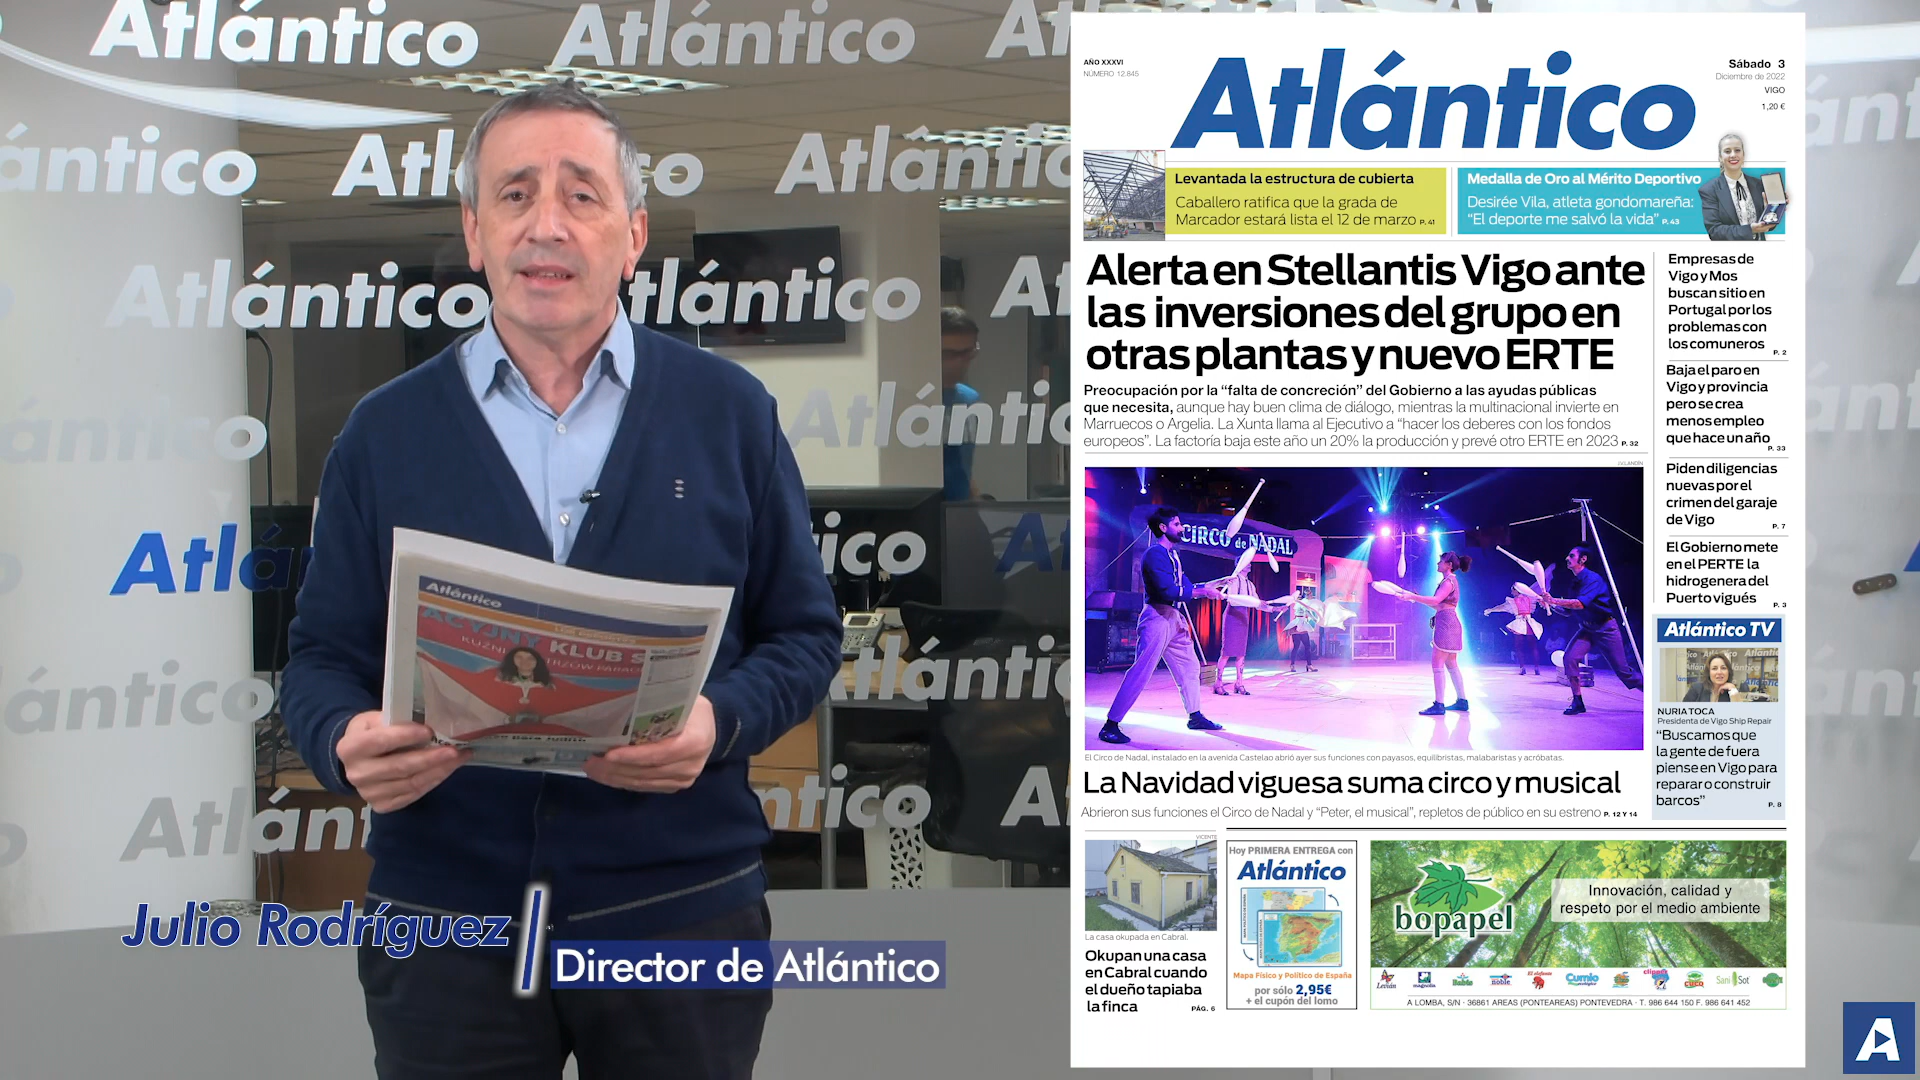 Atlántico
Atlántico
Atlántico
Atlántico
Atlántico
Atlántico
Julio Rodríguez
Director de Atlántico
Atlántico
ACYJNY KLUB S
AÑO XXXVI
NÚMERO 12.845
Atlántico
Sábado 3
Diciembre de 2022
VIGO
1,20 €
Levantada la estructura de cubierta
Caballero ratifica que la grada de
Marcador estará lista el 12 de marzo P. 41
Medalla de Oro al Mérito Deportivo
Desirée Vila, atleta gondomareña:
“El deporte me salvó la vida” P. 43
Alerta en Stellantis Vigo ante
las inversiones del grupo en
otras plantas y nuevo ERTE
Preocupación por la “falta de concreción” del Gobierno a las ayudas públicas
que necesita, aunque hay buen clima de diálogo, mientras la multinacional invierte en
Marruecos o Argelia. La Xunta llama al Ejecutivo a “hacer los deberes con los fondos
europeos”. La factoría baja este año un 20% la producción y prevé otro ERTE en 2023 P. 32
CIRCO de NADAL
El Circo de Nadal, instalado en la avenida Castelao abrió ayer sus funciones con payasos, equilibristas, malabaristas y acróbatas.
La Navidad viguesa suma circo y musical
Abrieron sus funciones el Circo de Nadal y “Peter, el musical”, repletos de público en su estreno P. 12 Y 14
Empresas de
Vigo y Mos
buscan sitio en
Portugal por los
problemas con
los comuneros P. 2
Baja el paro en
Vigo y provincia
pero se crea
menos empleo
que hace un año P. 33
Piden diligencias
nuevas por el
crimen del garaje
de Vigo P. 7
El Gobierno mete
en el PERTE la
hidrogenera del
Puerto vigués P. 3
Atlántico TV
NURIA TOCA
Presidenta de Vigo Ship Repair
“Buscamos que
la gente de fuera
piense en Vigo para
reparar o construir
barcos” P. 8
VICENTE
La casa okupada en Cabral.
Okupan una casa
en Cabral cuando
el dueño tapiaba
la finca PÁG. 6
Hoy PRIMERA ENTREGA con
Atlántico
Mapa Físico y Político de España
por sólo 2,95€
+ el cupón del lomo
bopapel
Innovación, calidad y
respeto por el medio ambiente
A LOMBA, S/N · 36861 AREAS (PONTEAREAS) PONTEVEDRA · T. 986 644 150 F. 986 641 452
A